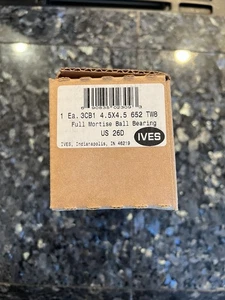 1 Ea. 3CB1 4.5X4.5 652 TW8
Full Mortise Ball Bearing
US 26D
IVES
IVES, Indianapolis, IN 46219